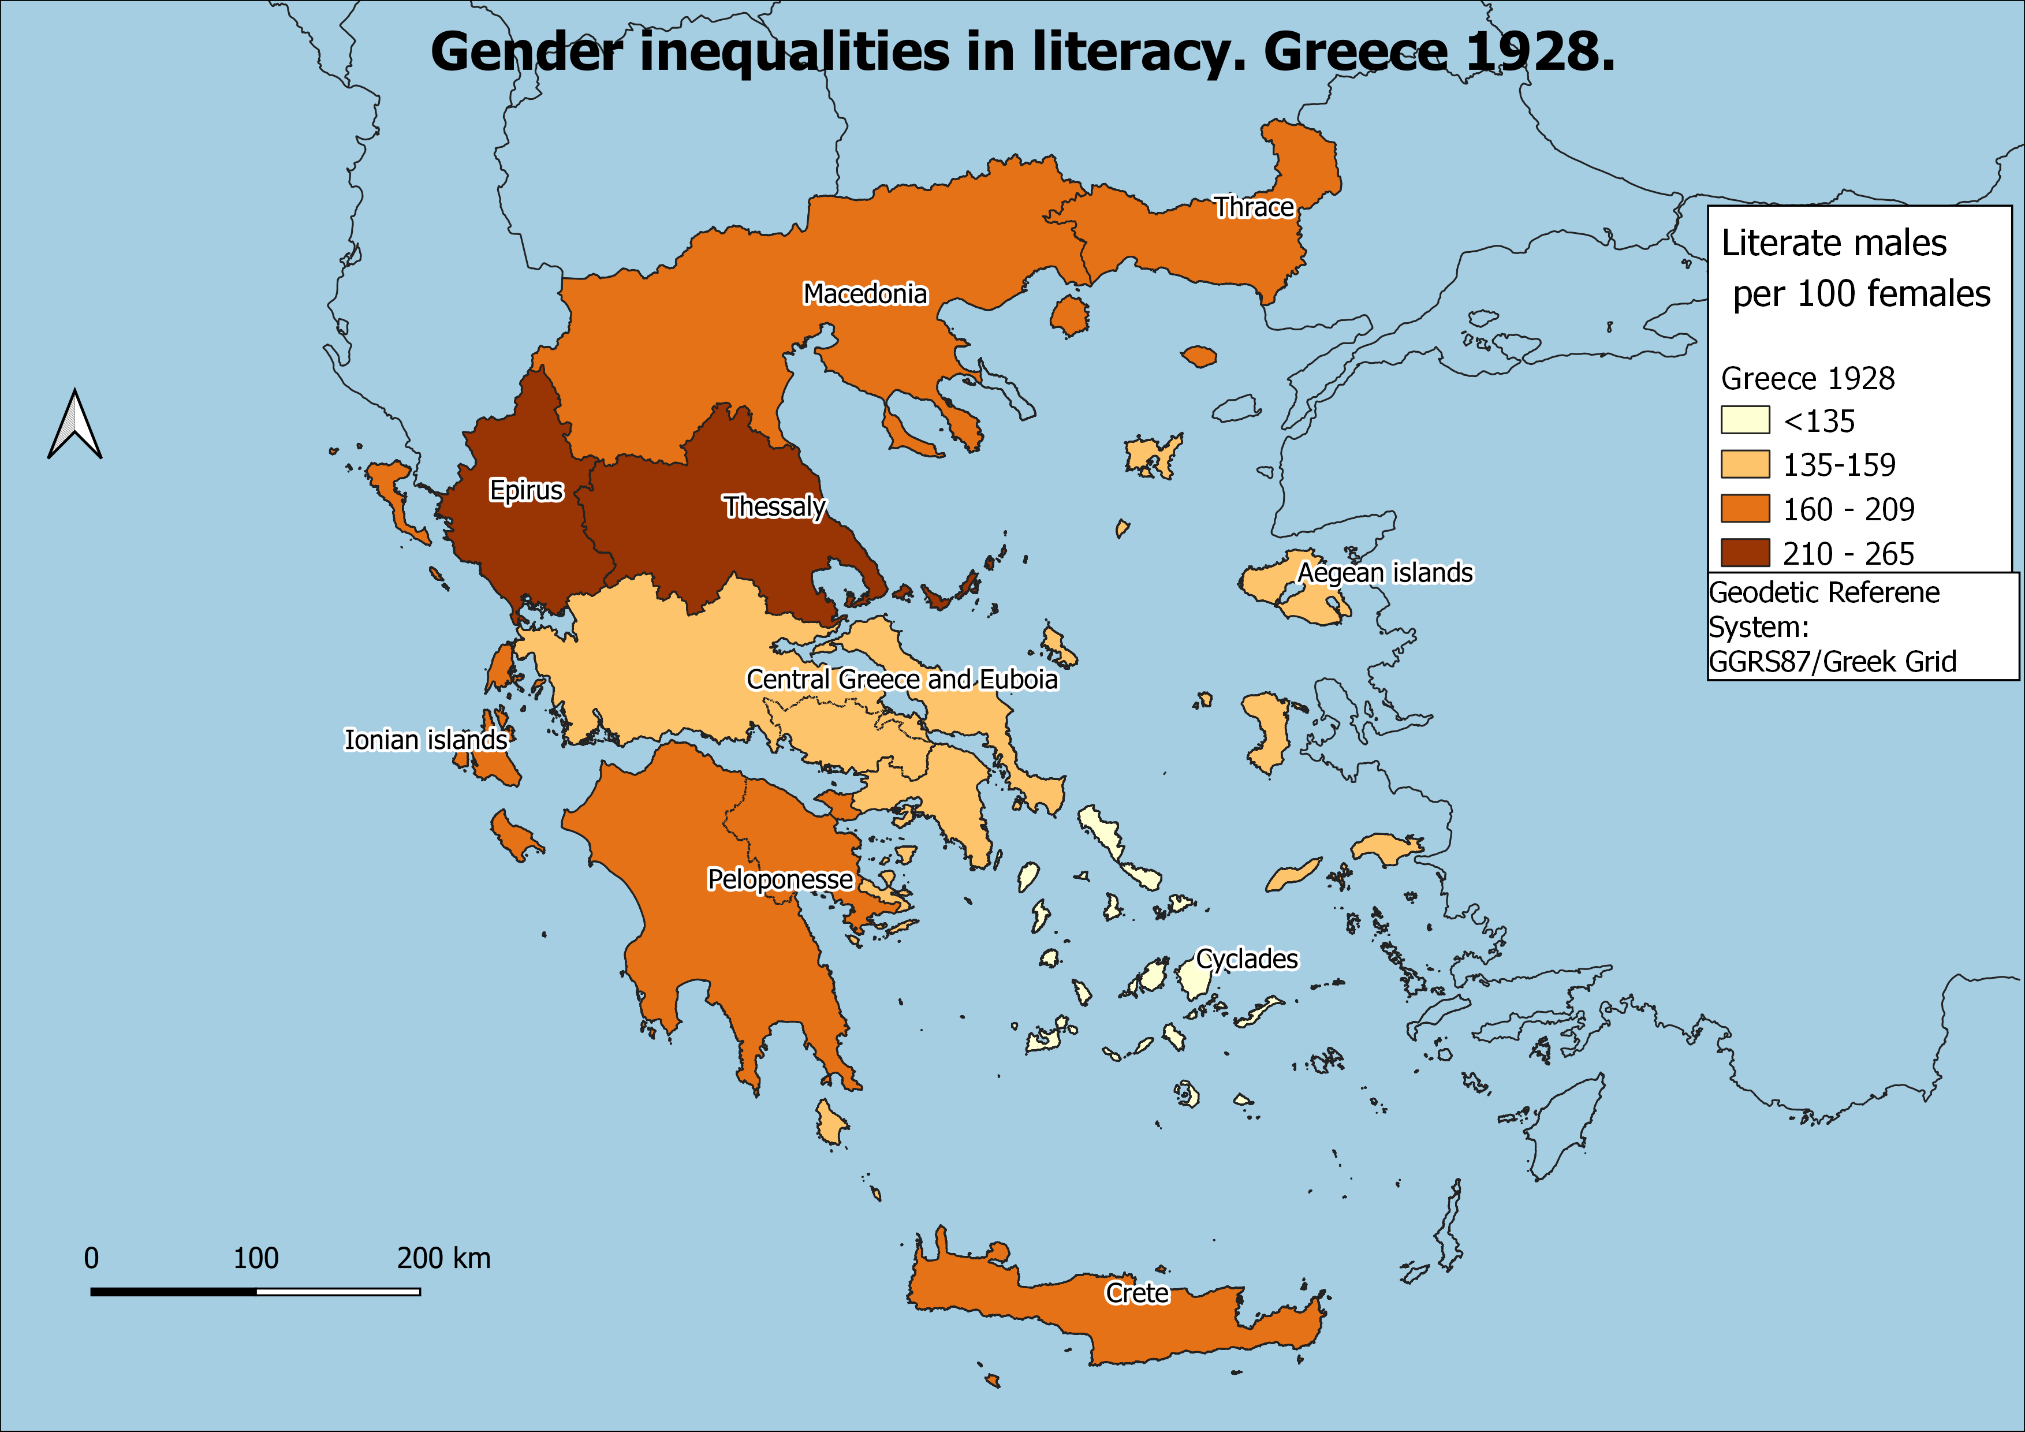 Gender inequalities in literacy. Greece 1928.
Thrace
Literate males
per 100 females
Macedonia
Greece 1928
<135
135-159
160 - 209
210 - 265
Epirus
Thessaly
Aegean islands
Geodetic Referene
System:
GGRS87/Greek Grid
Central Greece and Euboia
Ionian islands
Peloponesse
Cyclades
0 100 200 km
Crete